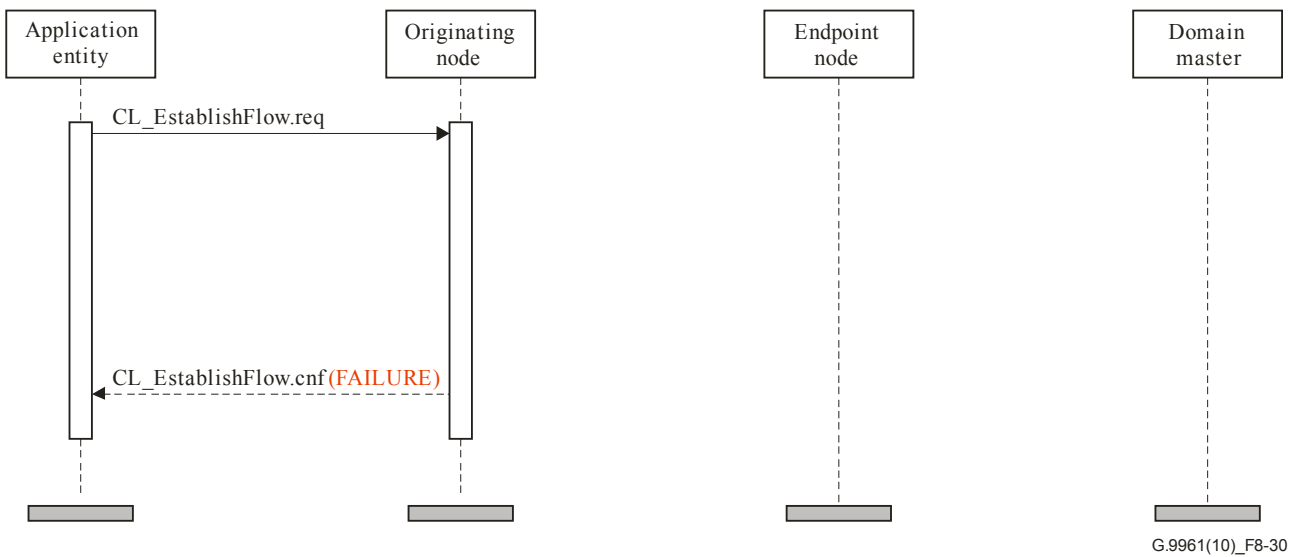 Application
entity
Originating
node
Endpoint
node
Domain
master
CL_EstablishFlow.req
CL_EstablishFlow.cnf (FAILURE)
G.9961(10)_F8-30